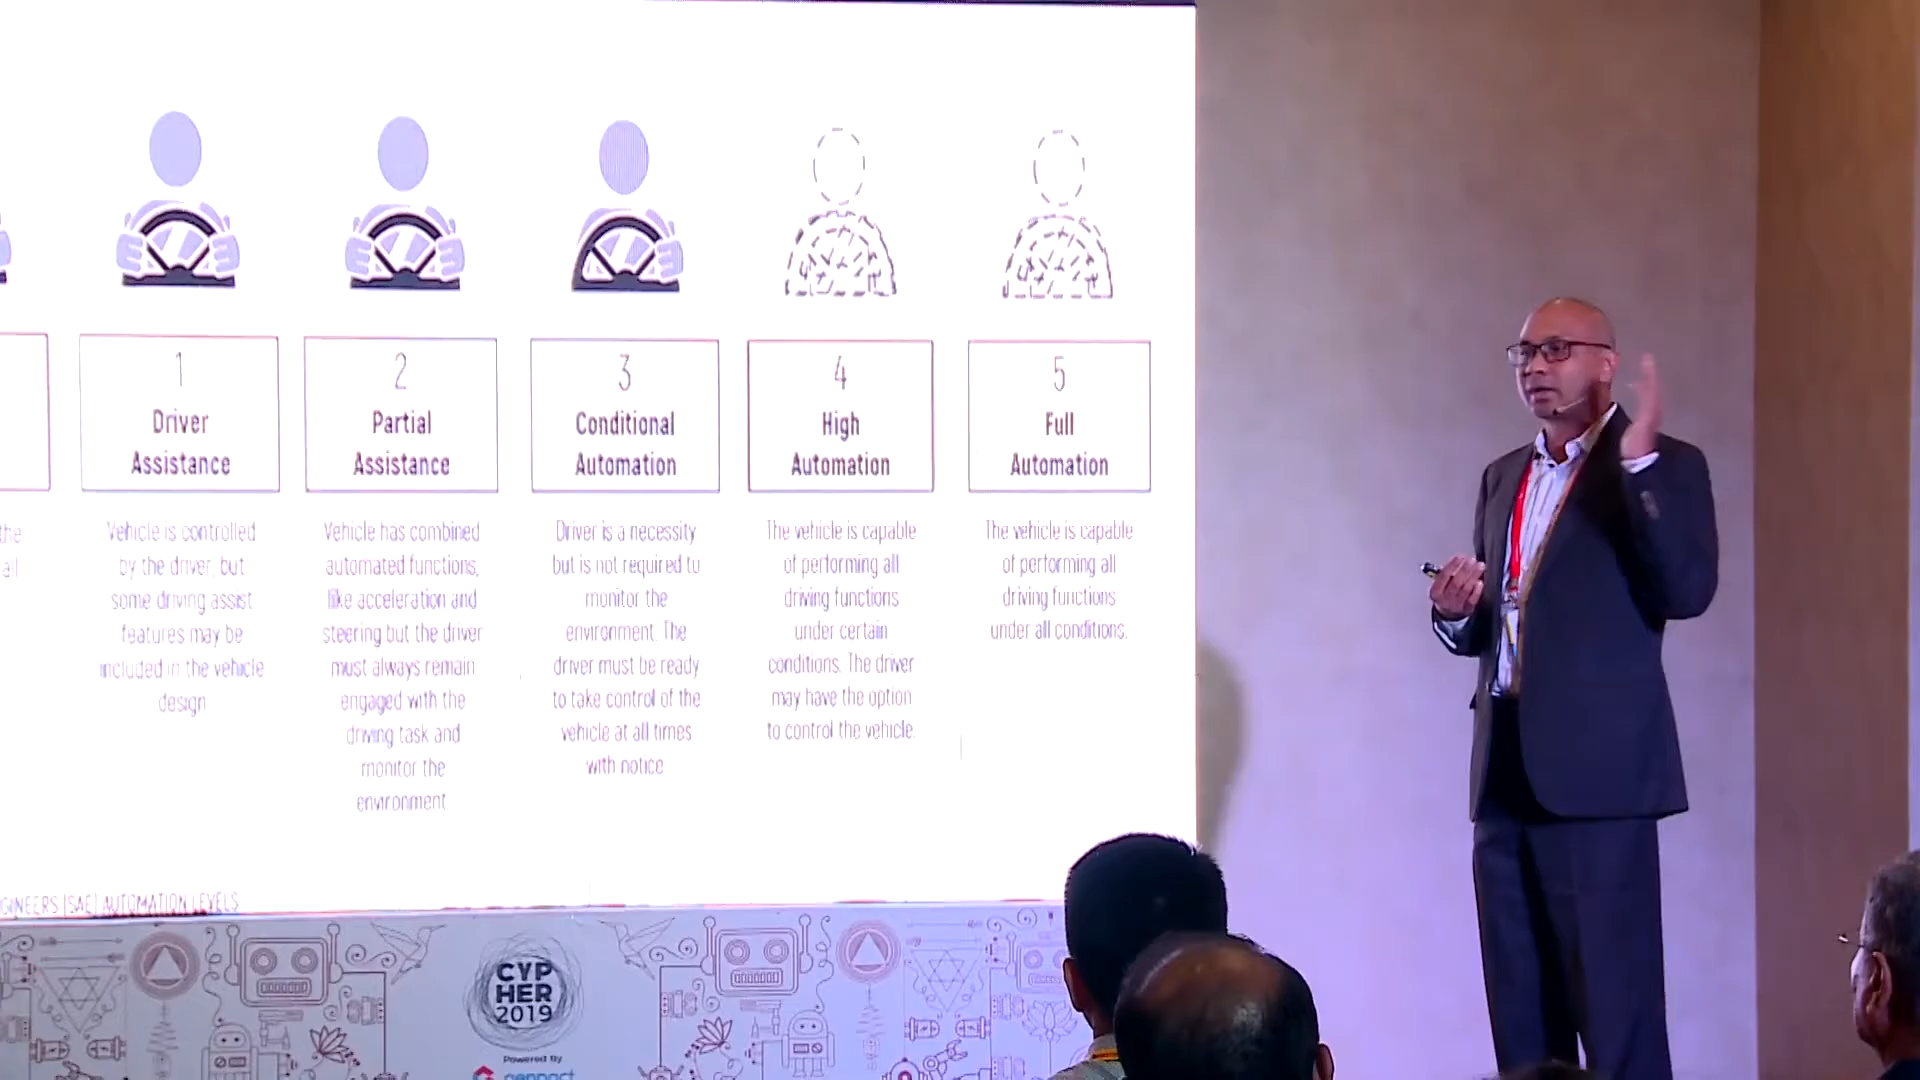 1
Driver
Assistance
Vehicle is controlled
by the driver, but
some driving assist
features may be
included in the vehicle
design
2
Partial
Assistance
Vehicle has combined
automated functions,
like acceleration and
steering but the driver
must always remain
engaged with the
driving task and
monitor the
environment
3
Conditional
Automation
Driver is a necessity
but is not required to
monitor the
environment. The
driver must be ready
to take control of the
vehicle at all times
with notice
4
High
Automation
The vehicle is capable
of performing all
driving functions
under certain
conditions. The driver
may have the option
to control the vehicle.
5
Full
Automation
The vehicle is capable
of performing all
driving functions
under all conditions.
the
GINEERS (SAE) AUTOMATION LEVELS
CYP
HER
2019
Powered By
genpact